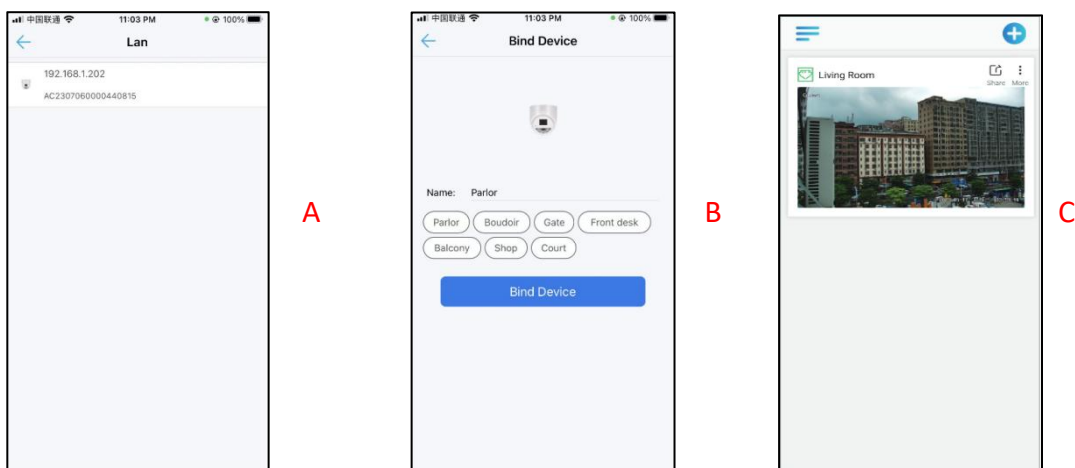 中国联通 11:03 PM 100%
Lan
192.168.1.202
AC2307060000440815
A
中国联通 11:03 PM 100%
Bind Device
Name: Parlor
Parlor Boudoir Gate Front desk
Balcony Shop Court
Bind Device
B
Living Room Share More
C